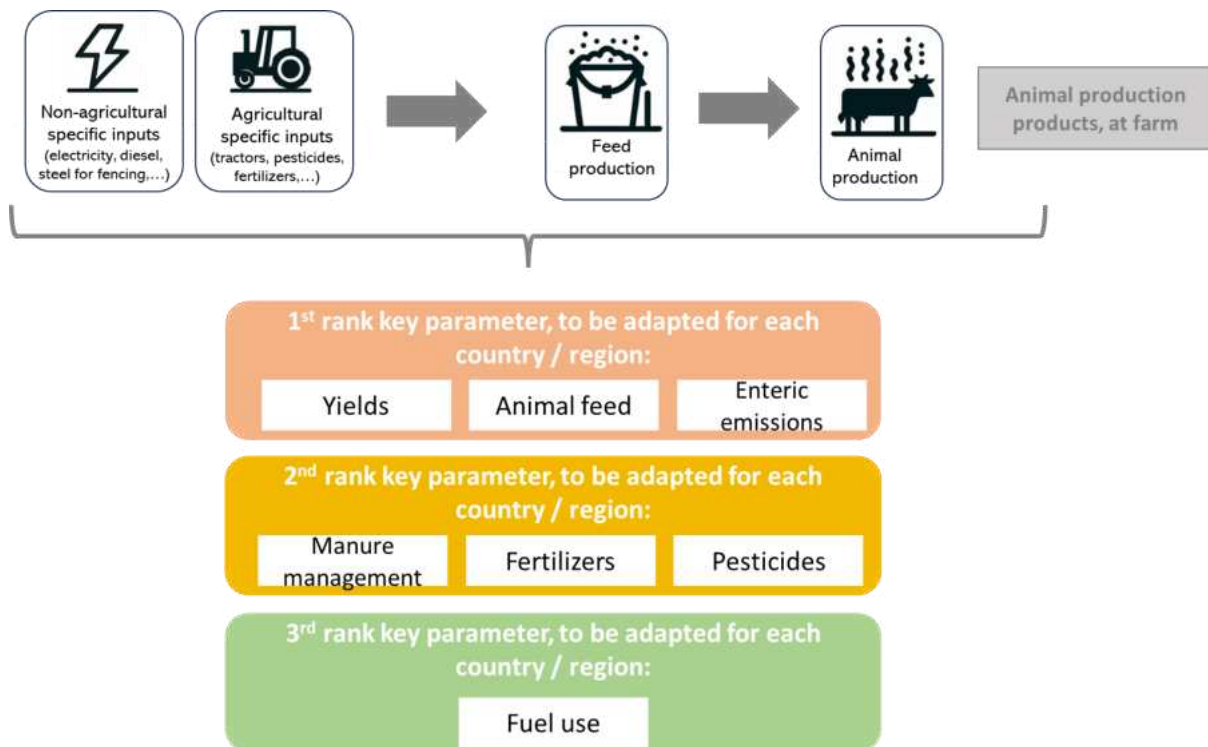 Non-agricultural
specific inputs
(electricity, diesel,
steel for fencing,...)
Agricultural
specific inputs
(tractors, pesticides,
fertilizers,...)
Feed
production
Animal
production
Animal production
products, at farm
1st rank key parameter, to be adapted for each
country / region:
Yields
Animal feed
Enteric
emissions
2nd rank key parameter, to be adapted for each
country / region:
Manure
management
Fertilizers
Pesticides
3rd rank key parameter, to be adapted for each
country / region:
Fuel use